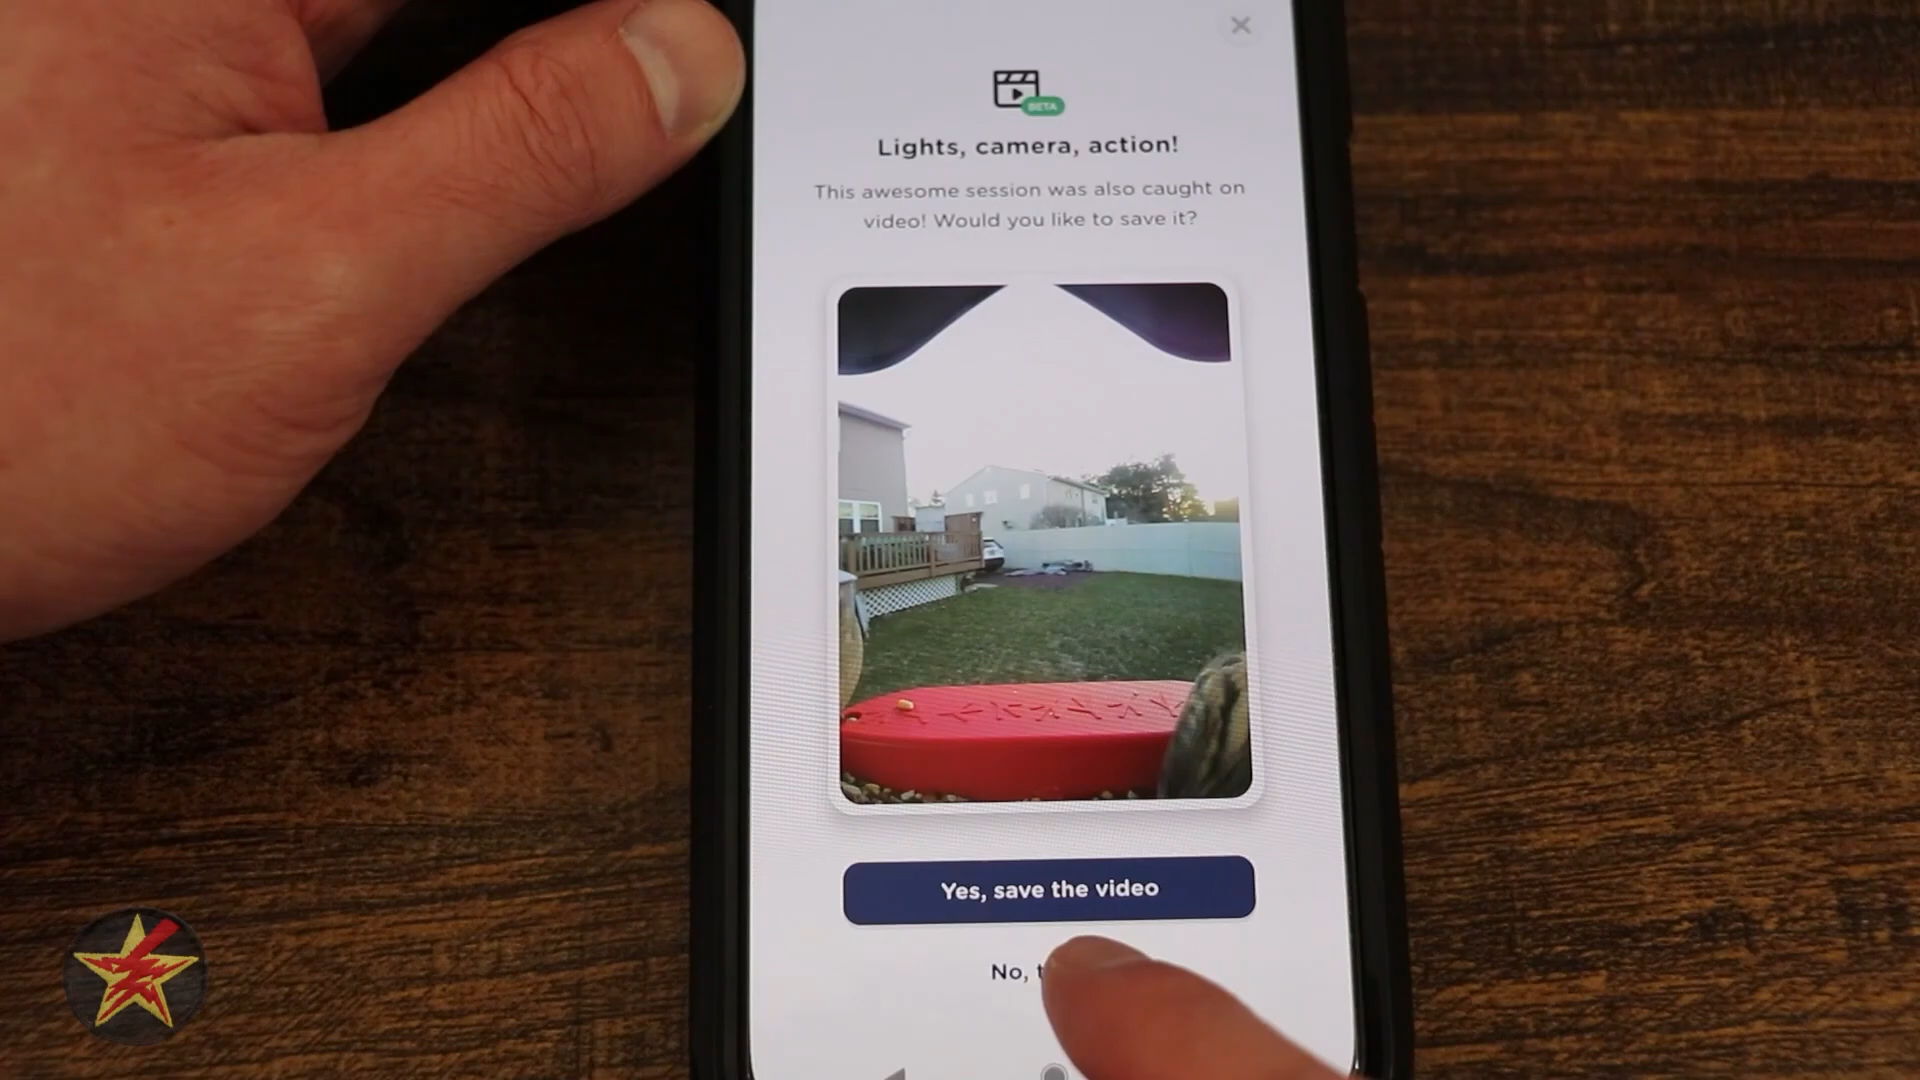 BETA
Lights, camera, action!
This awesome session was also caught on
video! Would you like to save it?
Yes, save the video
No,